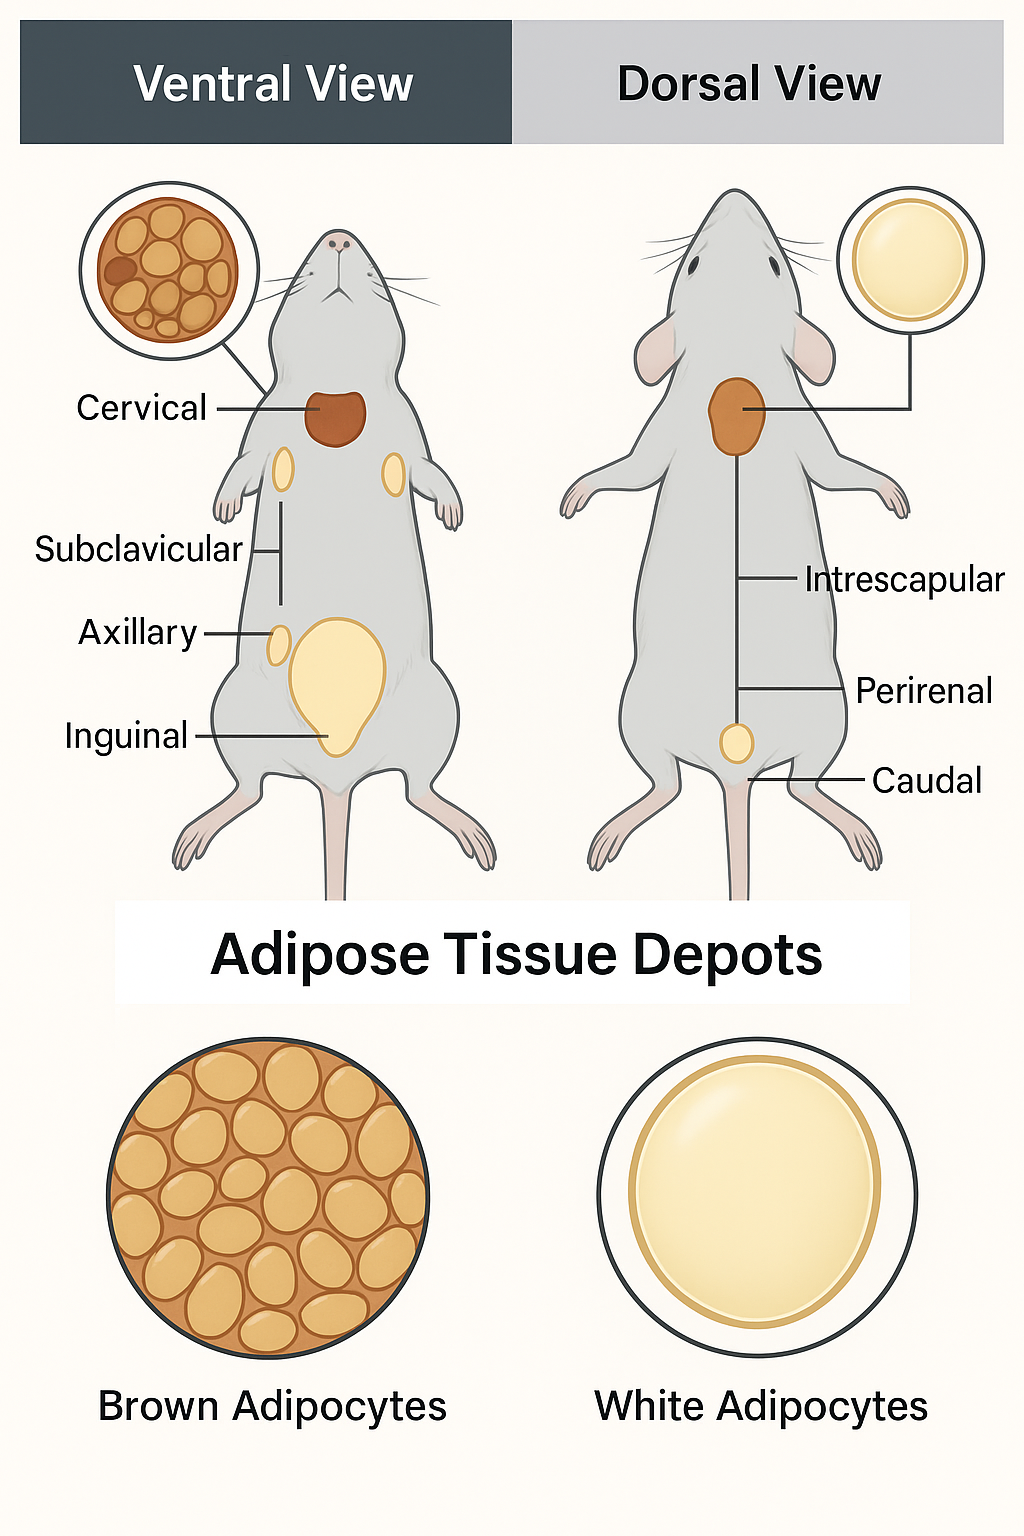 Ventral View
Dorsal View
Cervical
Subclavicular
Axillary
Inguinal
Intrescapular
Perirenal
Caudal
Adipose Tissue Depots
Brown Adipocytes
White Adipocytes